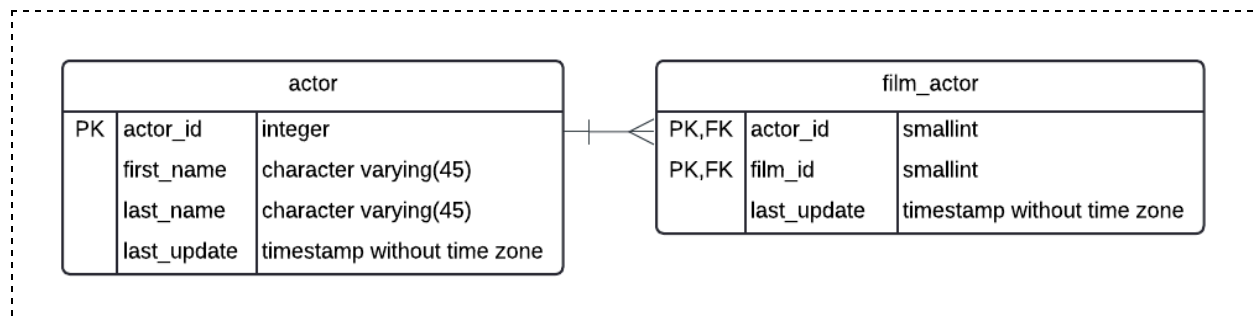 actor
PK actor_id integer
first_name character varying(45)
last_name character varying(45)
last_update timestamp without time zone
film_actor
PK,FK actor_id smallint
PK,FK film_id smallint
last_update timestamp without time zone